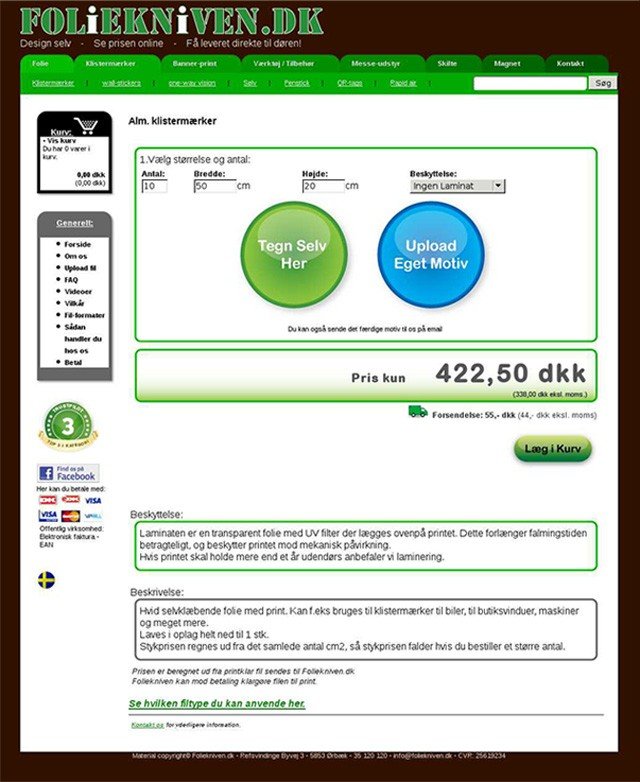 FOLiEKNiVEN.DK
Design selv - Se prisen online - Få leveret direkte til døren!
Folie Klistermærker Banner-print Værktøj / Tilbehør Messe-udstyr Skilte Magnet Kontakt
Klistermærker | wall-stickers | one-way vision | Sølv | Penstick | QR-tags | Rapid air | Søg
Kurv:
• Vis kurv
Du har 0 varer i
kurv.
0,00 dkk
(0,00 dkk)
Generelt:
Forside
Om os
Upload fil
FAQ
Videoer
Vilkår
Fil-formater
Sådan
handler du
hos os
Betal
TRUSTPILOT
3
Find os på
Facebook
Her kan du betale med:
VISA
VISA
Offentlig virksomhed:
Elektronisk faktura -
EAN
Alm. klistermærker
1.Vælg størrelse og antal:
Antal: Bredde: Højde: Beskyttelse:
10 50 cm 20 cm Ingen Laminat
Tegn Selv
Her
Upload
Eget Motiv
Du kan også sende det færdige motiv til os på email
Pris kun 422,50 dkk
(338,00 dkk eksl. moms.)
Forsendelse: 55,- dkk (44,- dkk eksl. moms)
Læg i Kurv
Beskyttelse:
Laminaten er en transparent folie med UV filter der lægges ovenpå printet. Dette forlænger falmingstiden
betragteligt, og beskytter printet mod mekanisk påvirkning.
Hvis printet skal holde mere end et år udendørs anbefaler vi laminering.
Beskrivelse:
Hvid selvklæbende folie med print. Kan f.eks bruges til klistermærker til biler, til butiksvinduer, maskiner
og meget mere.
Laves i oplag helt ned til 1 stk.
Stykprisen regnes ud fra det samlede antal cm2, så stykprisen falder hvis du bestiller et større antal.
Prisen er beregnet ud fra printklar fil sendes til Foliekniven.dk
Foliekniven kan mod betaling klargøre filen til print.
Se hvilken filtype du kan anvende her.
Kontakt os for yderligere information.
Material copyright© Foliekniven.dk - Refsvindinge Byvej 3 - 5853 Ørbæk - 35 120 120 - info@foliekniven.dk - CVR: 25619234